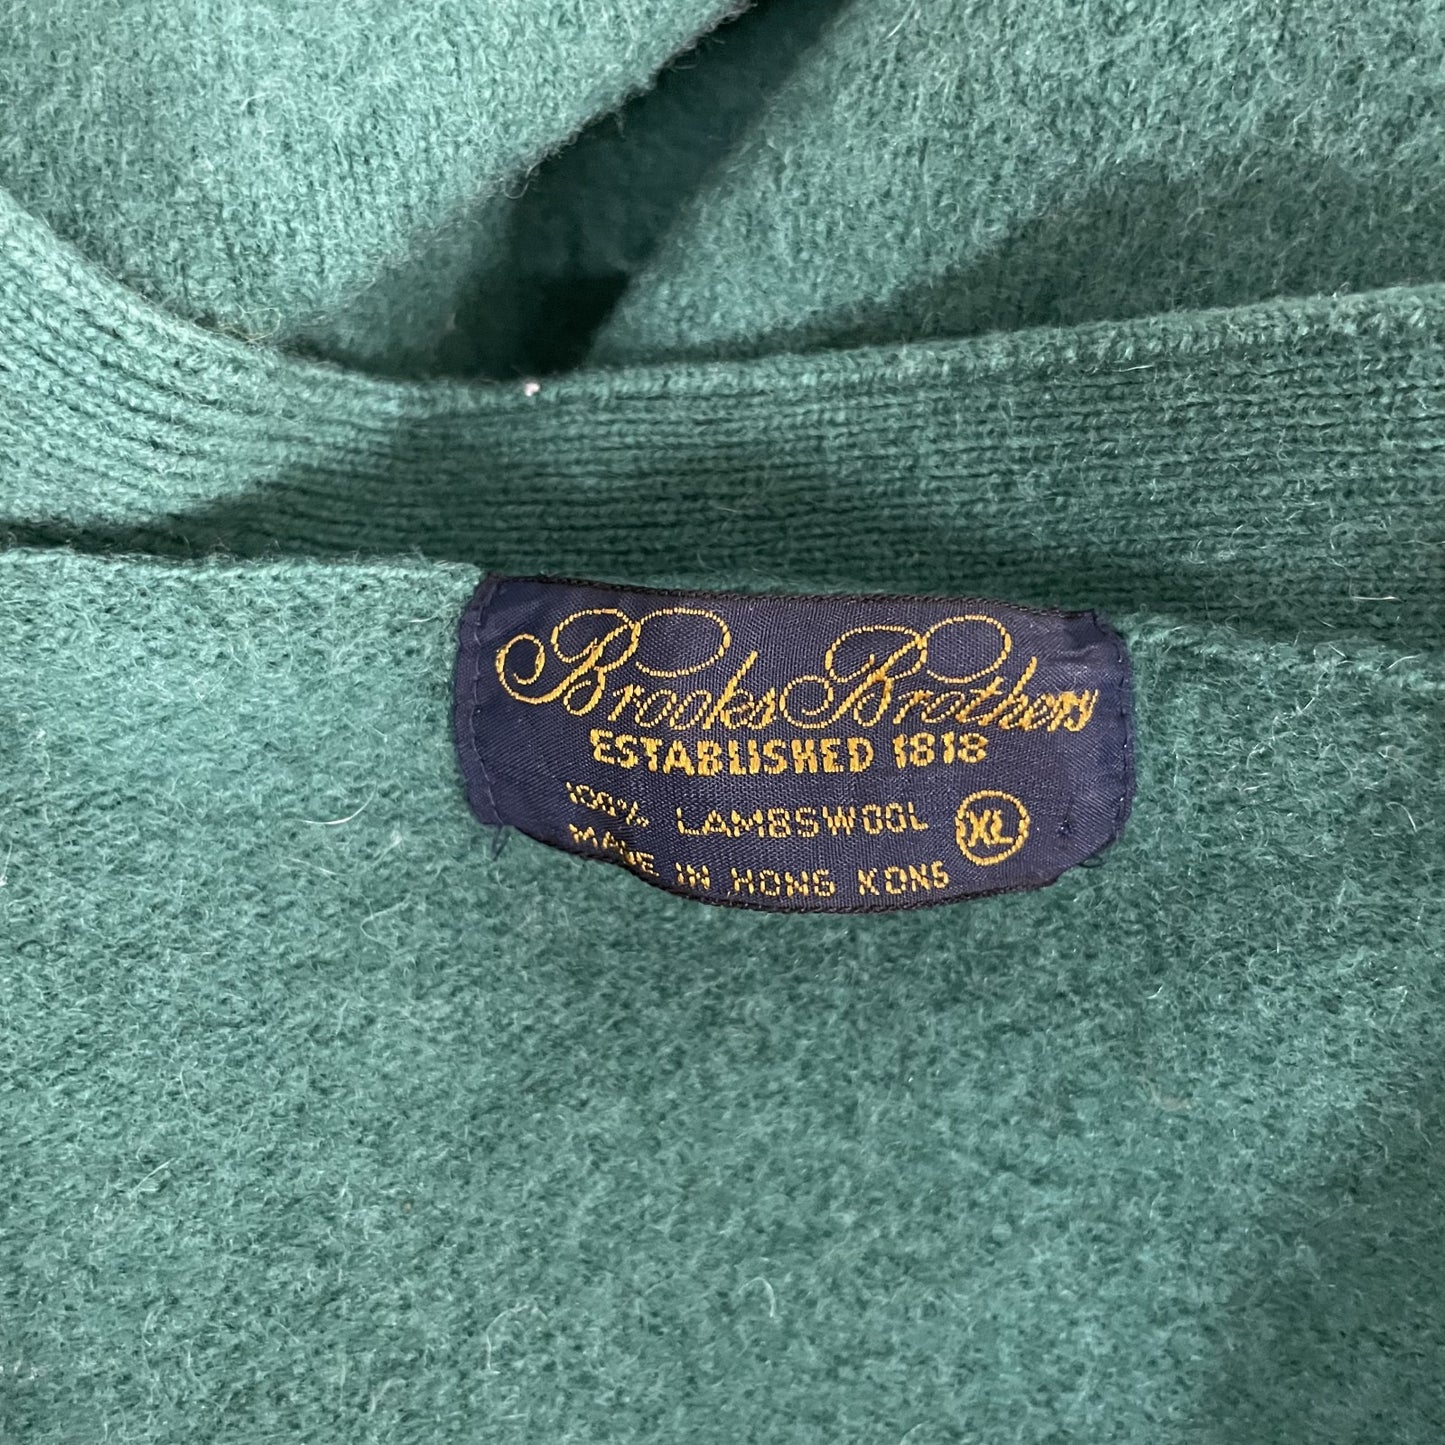 Brooks Brothers
ESTABLISHED 1818
100% LAMBSWOOL XL
MADE IN HONG KONG